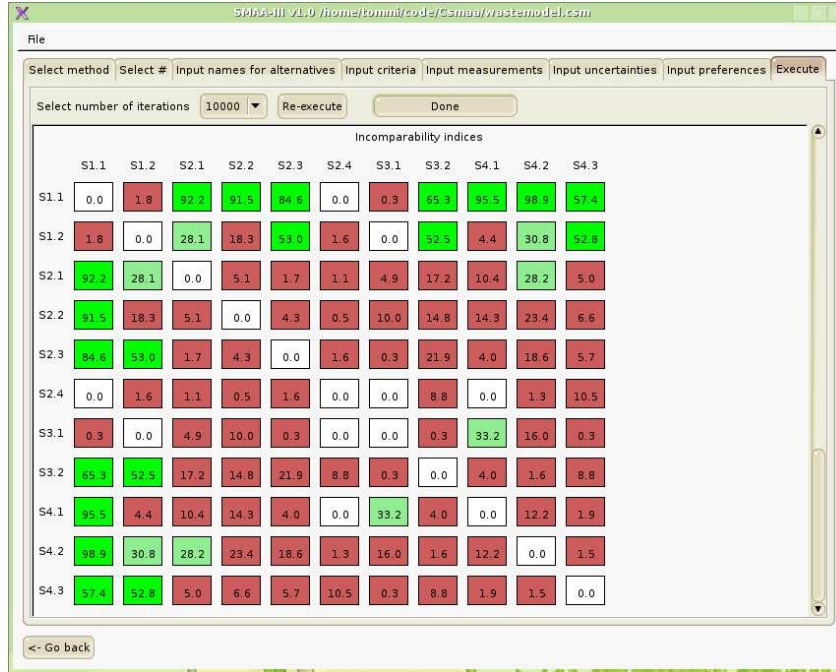 SMAA-III v1.0 /home/tommi/code/Csmaa/wastemodel.csm
File
Select method Select # Input names for alternatives Input criteria Input measurements Input uncertainties Input preferences Execute
Select number of iterations 10000 Re-execute Done
Incomparability indices
S1.1 S1.2 S2.1 S2.2 S2.3 S2.4 S3.1 S3.2 S4.1 S4.2 S4.3
S1.1 0.0 1.8 92.2 91.5 84.6 0.0 0.3 65.3 95.5 98.9 57.4
S1.2 1.8 0.0 28.1 18.3 53.0 1.6 0.0 52.5 4.4 30.8 52.8
S2.1 92.2 28.1 0.0 5.1 1.7 1.1 4.9 17.2 10.4 28.2 5.0
S2.2 91.5 18.3 5.1 0.0 4.3 0.5 10.0 14.8 14.3 23.4 6.6
S2.3 84.6 53.0 1.7 4.3 0.0 1.6 0.3 21.9 4.0 18.6 5.7
S2.4 0.0 1.6 1.1 0.5 1.6 0.0 0.0 8.8 0.0 1.3 10.5
S3.1 0.3 0.0 4.9 10.0 0.3 0.0 0.0 0.3 33.2 16.0 0.3
S3.2 65.3 52.5 17.2 14.8 21.9 8.8 0.3 0.0 4.0 1.6 8.8
S4.1 95.5 4.4 10.4 14.3 4.0 0.0 33.2 4.0 0.0 12.2 1.9
S4.2 98.9 30.8 28.2 23.4 18.6 1.3 16.0 1.6 12.2 0.0 1.5
S4.3 57.4 52.8 5.0 6.6 5.7 10.5 0.3 8.8 1.9 1.5 0.0
<- Go back